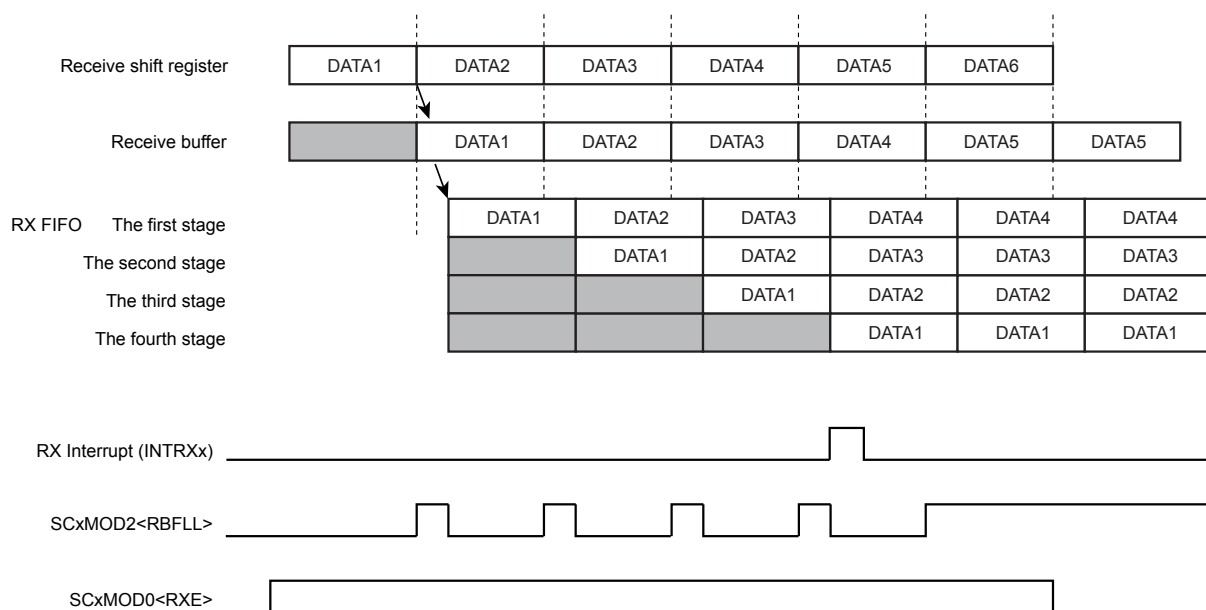 Receive shift register DATA1 DATA2 DATA3 DATA4 DATA5 DATA6
Receive buffer DATA1 DATA2 DATA3 DATA4 DATA5 DATA5
RX FIFO The first stage DATA1 DATA2 DATA3 DATA4 DATA4 DATA4
The second stage DATA1 DATA2 DATA3 DATA3 DATA3
The third stage DATA1 DATA2 DATA2 DATA2
The fourth stage DATA1 DATA1 DATA1
RX Interrupt (INTRXx)
SCxMOD2<RBFLL>
SCxMOD0<RXE>